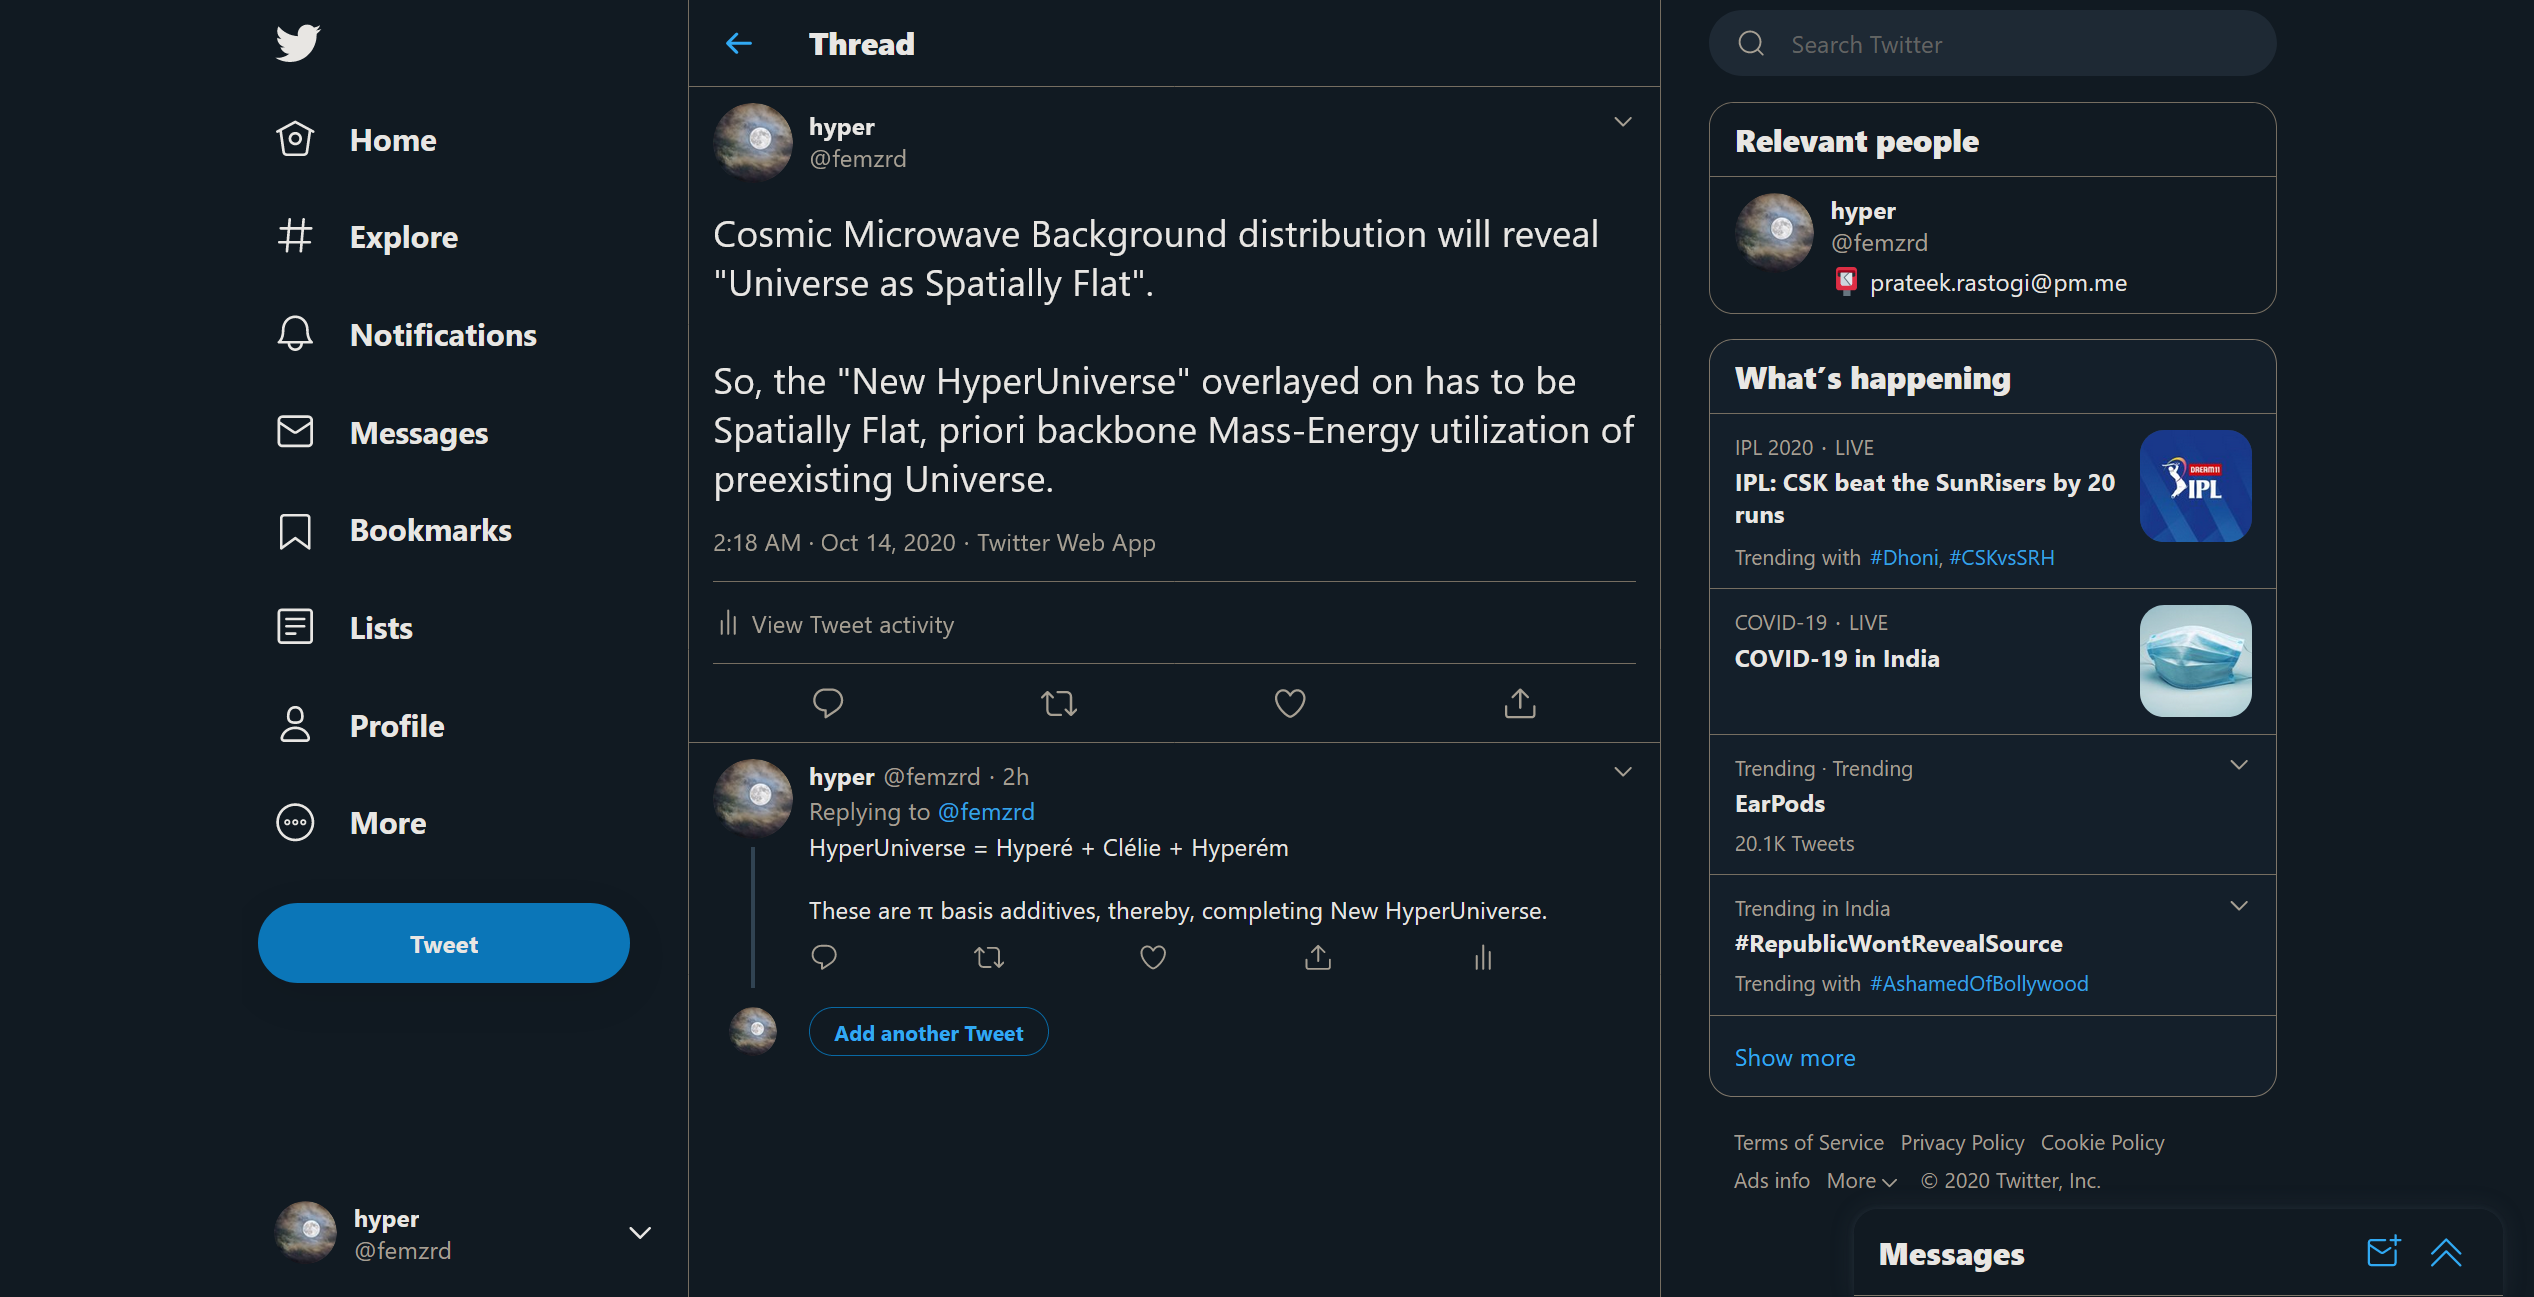 Home
Explore
Notifications
Messages
Bookmarks
Lists
Profile
More
Tweet
hyper
@femzrd
Thread
hyper
@femzrd
Cosmic Microwave Background distribution will reveal
"Universe as Spatially Flat".
So, the "New HyperUniverse" overlayed on has to be
Spatially Flat, priori backbone Mass-Energy utilization of
preexisting Universe.
2:18 AM · Oct 14, 2020 · Twitter Web App
View Tweet activity
hyper @femzrd · 2h
Replying to @femzrd
HyperUniverse = Hyperé + Clélie + Hyperém
These are π basis additives, thereby, completing New HyperUniverse.
Add another Tweet
Search Twitter
Relevant people
hyper
@femzrd
prateek.rastogi@pm.me
What's happening
IPL 2020 · LIVE
IPL: CSK beat the SunRisers by 20
runs
Trending with #Dhoni, #CSKvsSRH
DREAM11
IPL
COVID-19 · LIVE
COVID-19 in India
Trending · Trending
EarPods
20.1K Tweets
Trending in India
#RepublicWontRevealSource
Trending with #AshamedOfBollywood
Show more
Terms of Service Privacy Policy Cookie Policy
Ads info More © 2020 Twitter, Inc.
Messages